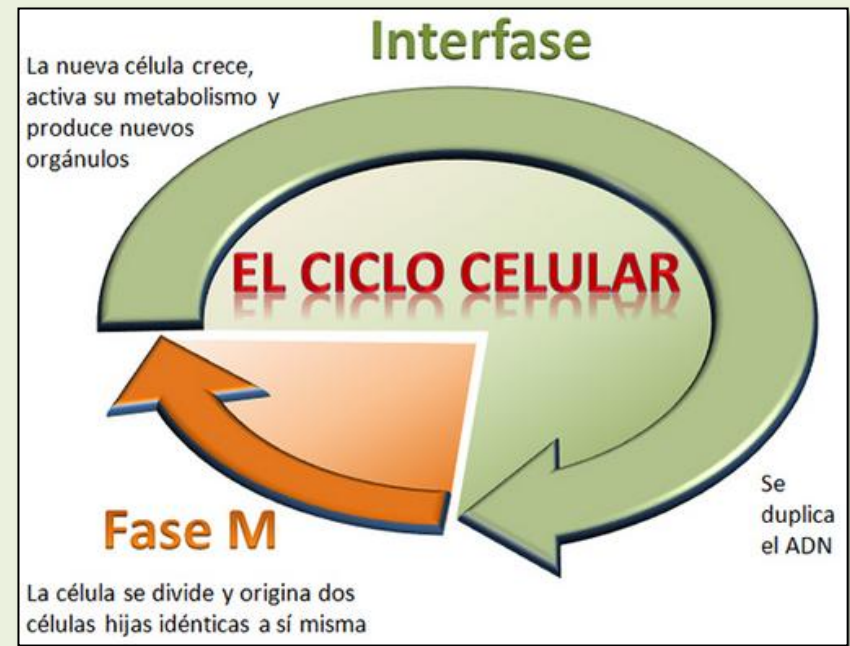 Interfase
La nueva célula crece,
activa su metabolismo y
produce nuevos
orgánulos
EL CICLO CELULAR
Se
duplica
el ADN
Fase M
La célula se divide y origina dos
células hijas idénticas a sí misma